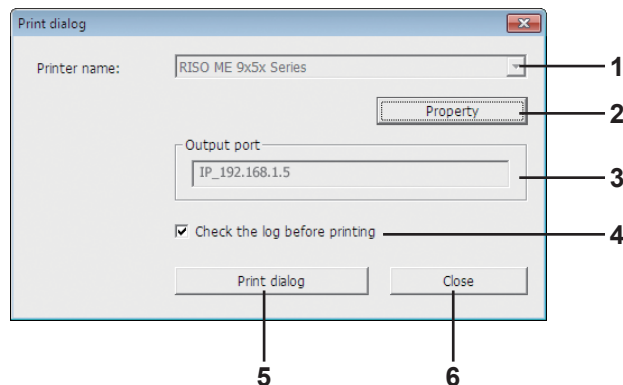 Print dialog
Printer name: RISO ME 9x5x Series 1
Property 2
Output port
IP_192.168.1.5 3
Check the log before printing 4
Print dialog Close
5 6